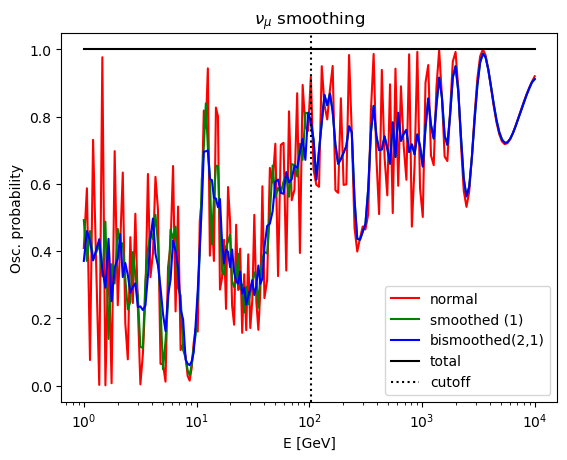 ν_μ smoothing
Osc. probability
1.0
0.8
0.6
0.4
0.2
0.0
normal
smoothed (1)
bismoothed(2,1)
total
cutoff
10^0
10^1
10^2
10^3
10^4
E [GeV]